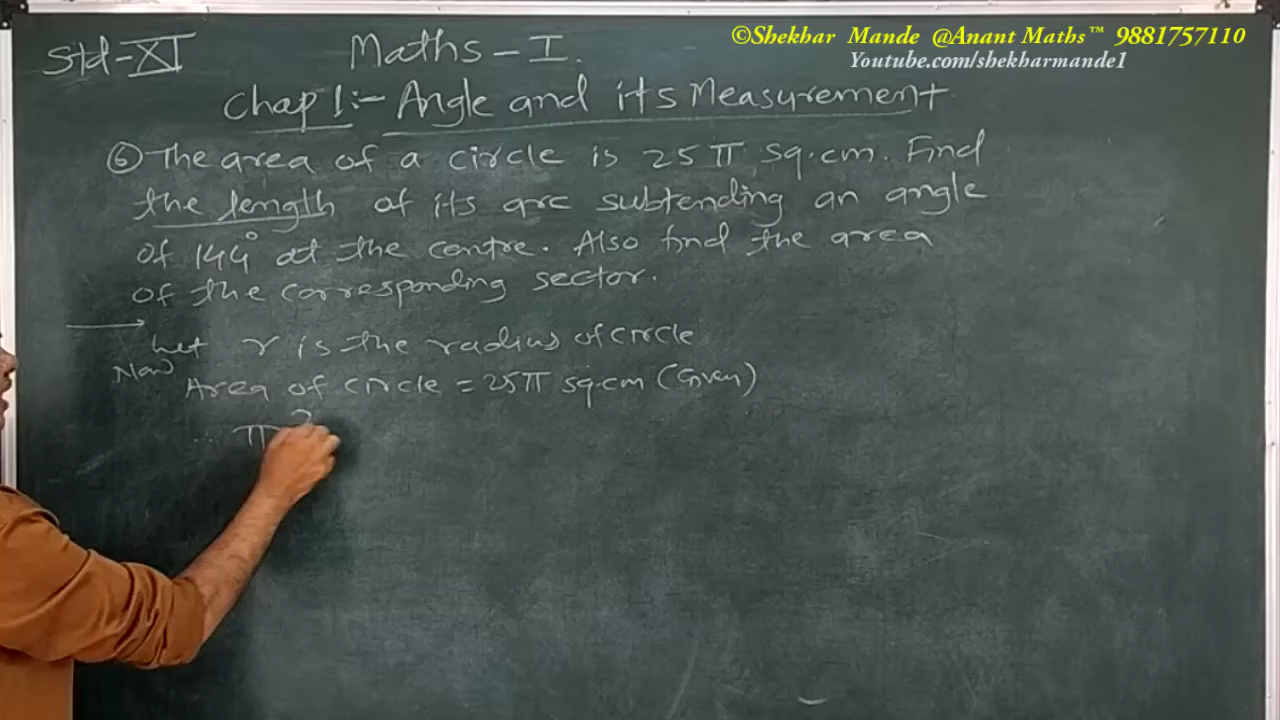 ©Shekhar Mande @Anant Maths™ 9881757110
Youtube.com/shekharmande1
Std-XI Maths-I.
Chap 1:- Angle and its Measurement
⑥ The area of a circle is 25π sq.cm. Find
the length of its arc subtending an angle
of 144° at the centre. Also find the area
of the corresponding sector.
Let r is the radius of circle
Now Area of circle = 25π sq.cm (Given)
∴ π 2